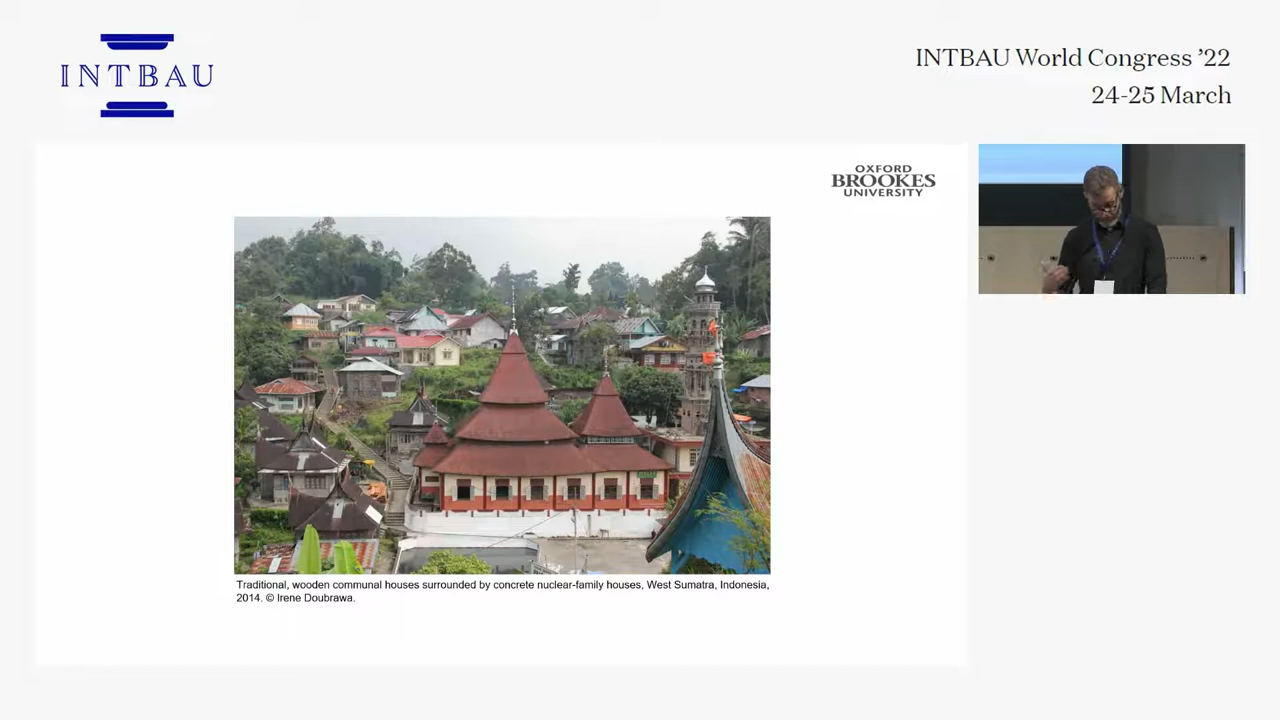 INTBAU
INTBAU World Congress ’22
24-25 March
OXFORD
BROOKES
UNIVERSITY
Traditional, wooden communal houses surrounded by concrete nuclear-family houses, West Sumatra, Indonesia,
2014. © Irene Doubrawa.